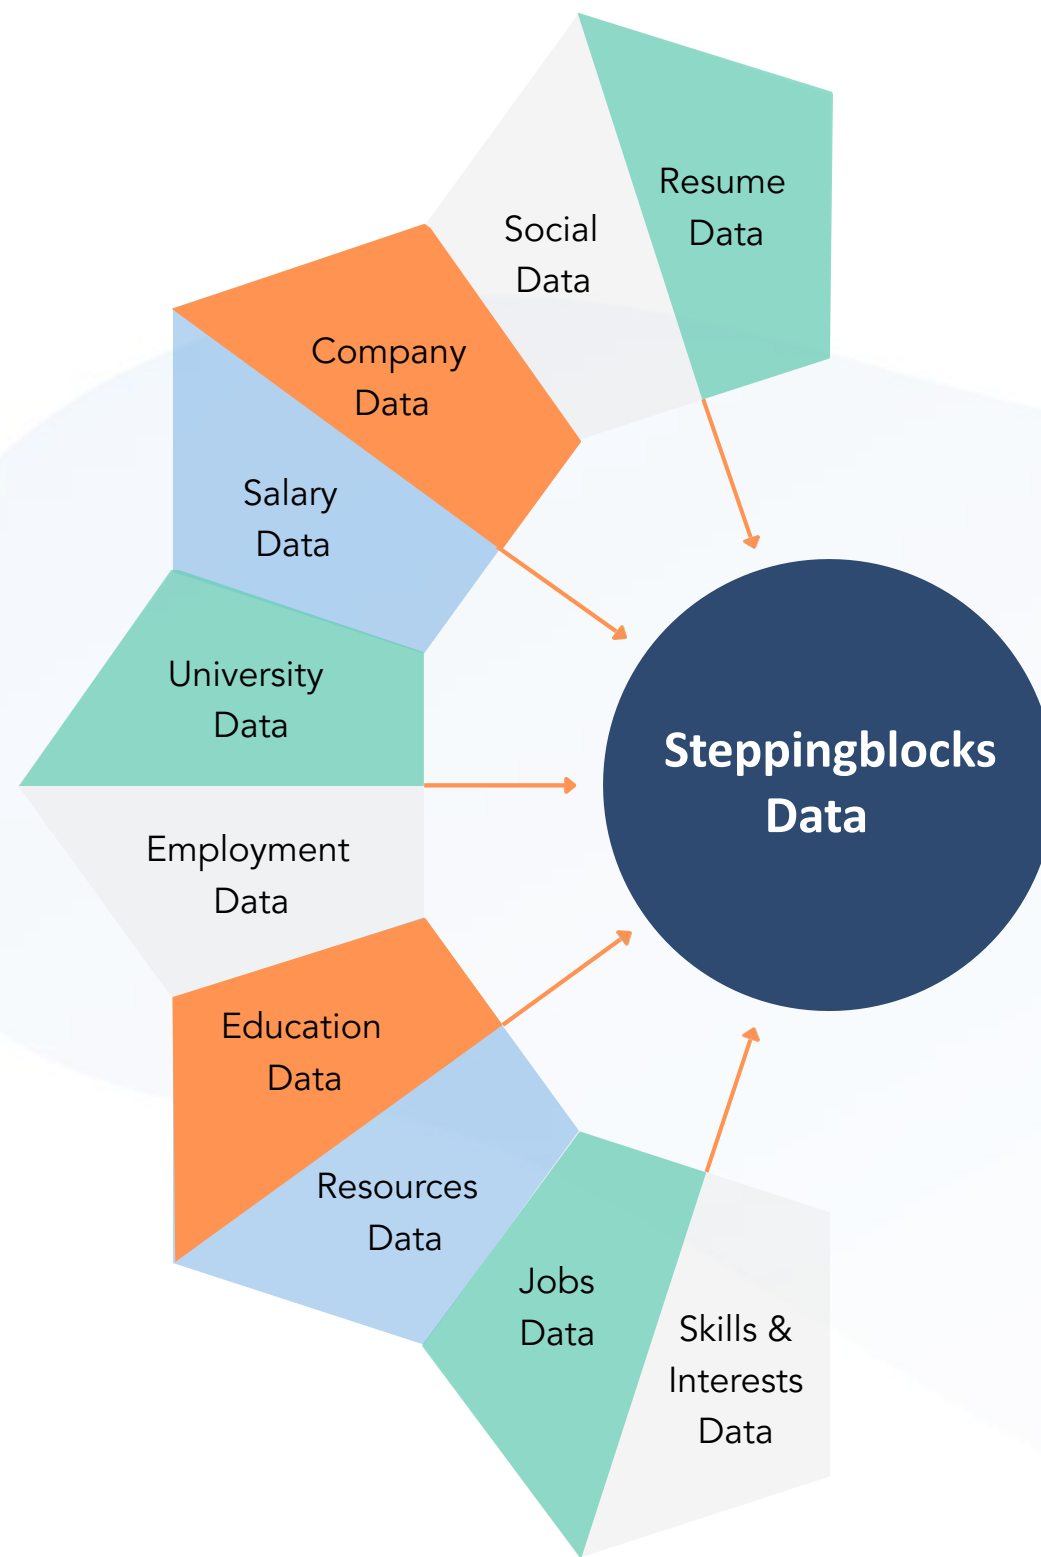 Resume
Data
Social
Data
Company
Data
Salary
Data
University
Data
Steppingblocks
Data
Employment
Data
Education
Data
Resources
Data
Jobs
Data
Skills &
Interests
Data